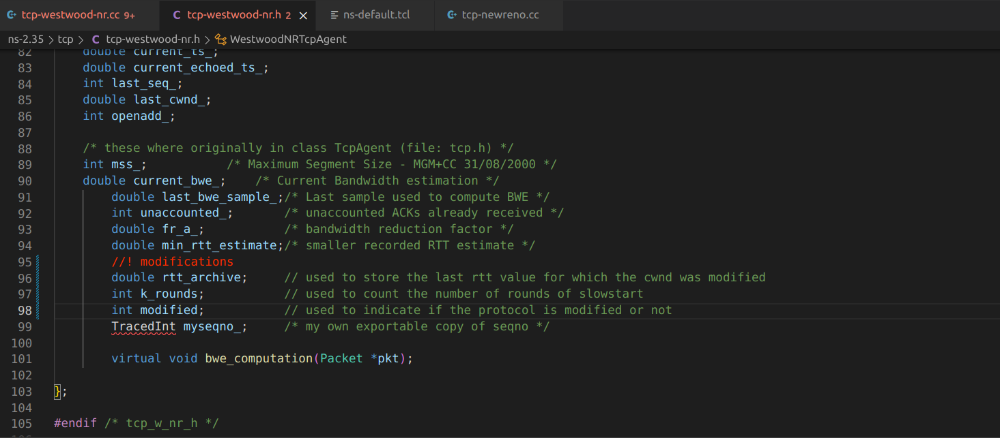 tcp-westwood-nr.cc 9+
C tcp-westwood-nr.h 2
ns-default.tcl
tcp-newreno.cc
ns-2.35 > tcp > C tcp-westwood-nr.h > WestwoodNRTcpAgent
82 double current_ts_;
83 double current_echoed_ts_;
84 int last_seq_;
85 double last_cwnd_;
86 int openadd_;
87
88 /* these where originally in class TcpAgent (file: tcp.h) */
89 int mss_; /* Maximum Segment Size - MGM+CC 31/08/2000 */
90 double current_bwe_; /* Current Bandwidth estimation */
91 double last_bwe_sample_;/* Last sample used to compute BWE */
92 int unaccounted_; /* unaccounted ACKs already received */
93 double fr_a_; /* bandwidth reduction factor */
94 double min_rtt_estimate;/* smaller recorded RTT estimate */
95 //! modifications
96 double rtt_archive; // used to store the last rtt value for which the cwnd was modified
97 int k_rounds; // used to count the number of rounds of slowstart
98 int modified; // used to indicate if the protocol is modified or not
99 TracedInt myseqno_; /* my own exportable copy of seqno */
100
101 virtual void bwe_computation(Packet *pkt);
102
103 };
104
105 #endif /* tcp_w_nr_h */